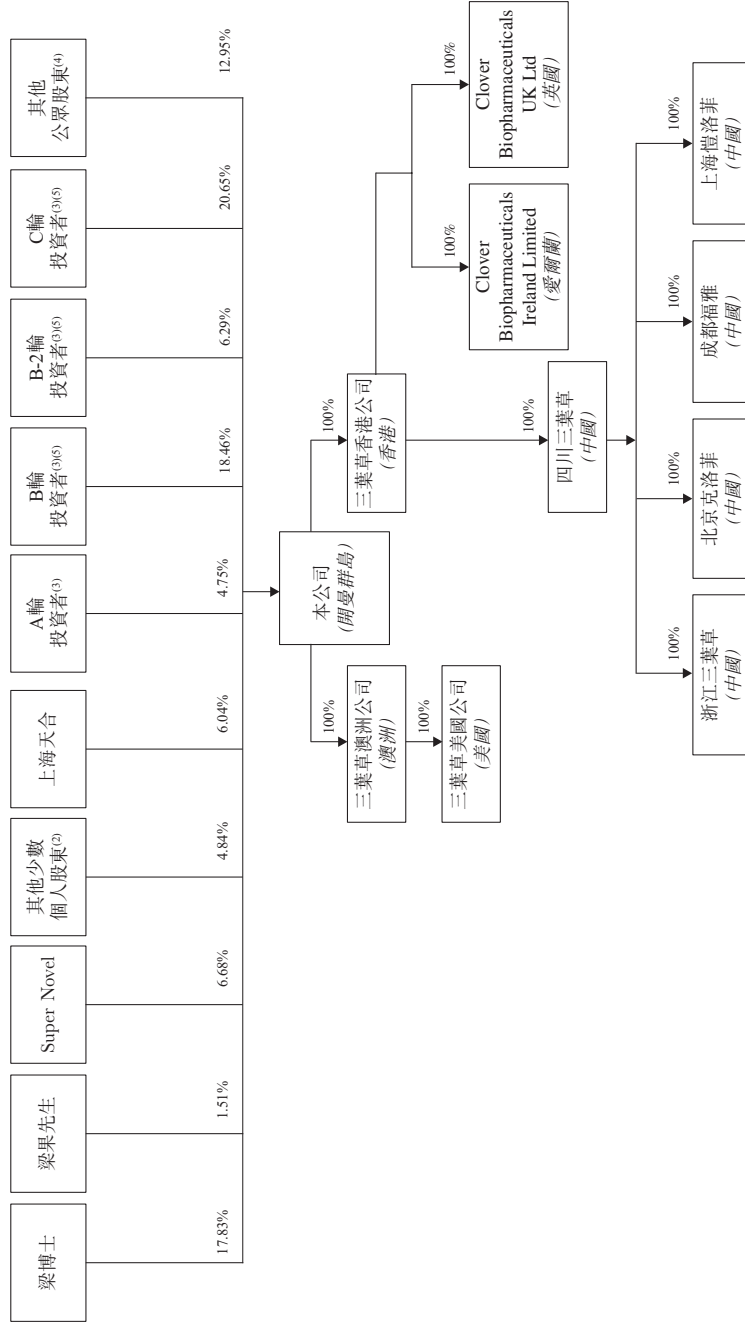 梁博士
梁果先生
Super Novel
其他少數
個人股東(2)
上海天合
A輪
投資者(3)
B輪
投資者(3)(5)
B-2輪
投資者(3)(5)
C輪
投資者(3)(5)
其他
公眾股東(4)
17.83%
1.51%
6.68%
4.84%
6.04%
4.75%
18.46%
6.29%
20.65%
12.95%
本公司
(開曼群島)
100%
100%
三葉草澳洲公司
(澳洲)
三葉草香港公司
(香港)
100%
100%
100%
三葉草美國公司
(美國)
Clover
Biopharmaceuticals
Ireland Limited
(愛爾蘭)
Clover
Biopharmaceuticals
UK Ltd
(英國)
100%
四川三葉草
(中國)
100%
100%
100%
100%
浙江三葉草
(中國)
北京克洛菲
(中國)
成都福雅
(中國)
上海愷洛菲
(中國)